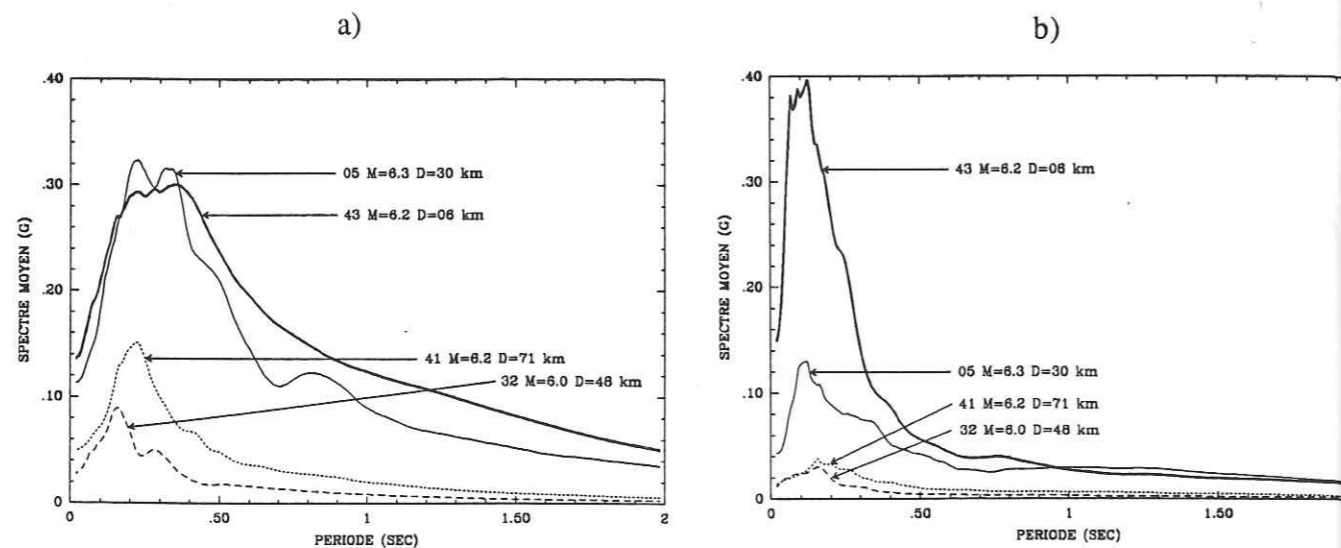 a)
.40
.30
.20
.10
0
SPECTRE MOYEN (G)
05 M=6.3 D=30 km
43 M=6.2 D=06 km
41 M=6.2 D=71 km
32 M=6.0 D=48 km
0
.50
1
1.50
2
PERIODE (SEC)
b)
.40
.30
.20
.10
0
SPECTRE MOYEN (G)
43 M=6.2 D=06 km
05 M=6.3 D=30 km
41 M=6.2 D=71 km
32 M=6.0 D=48 km
0
.50
1
1.50
PERIODE (SEC)